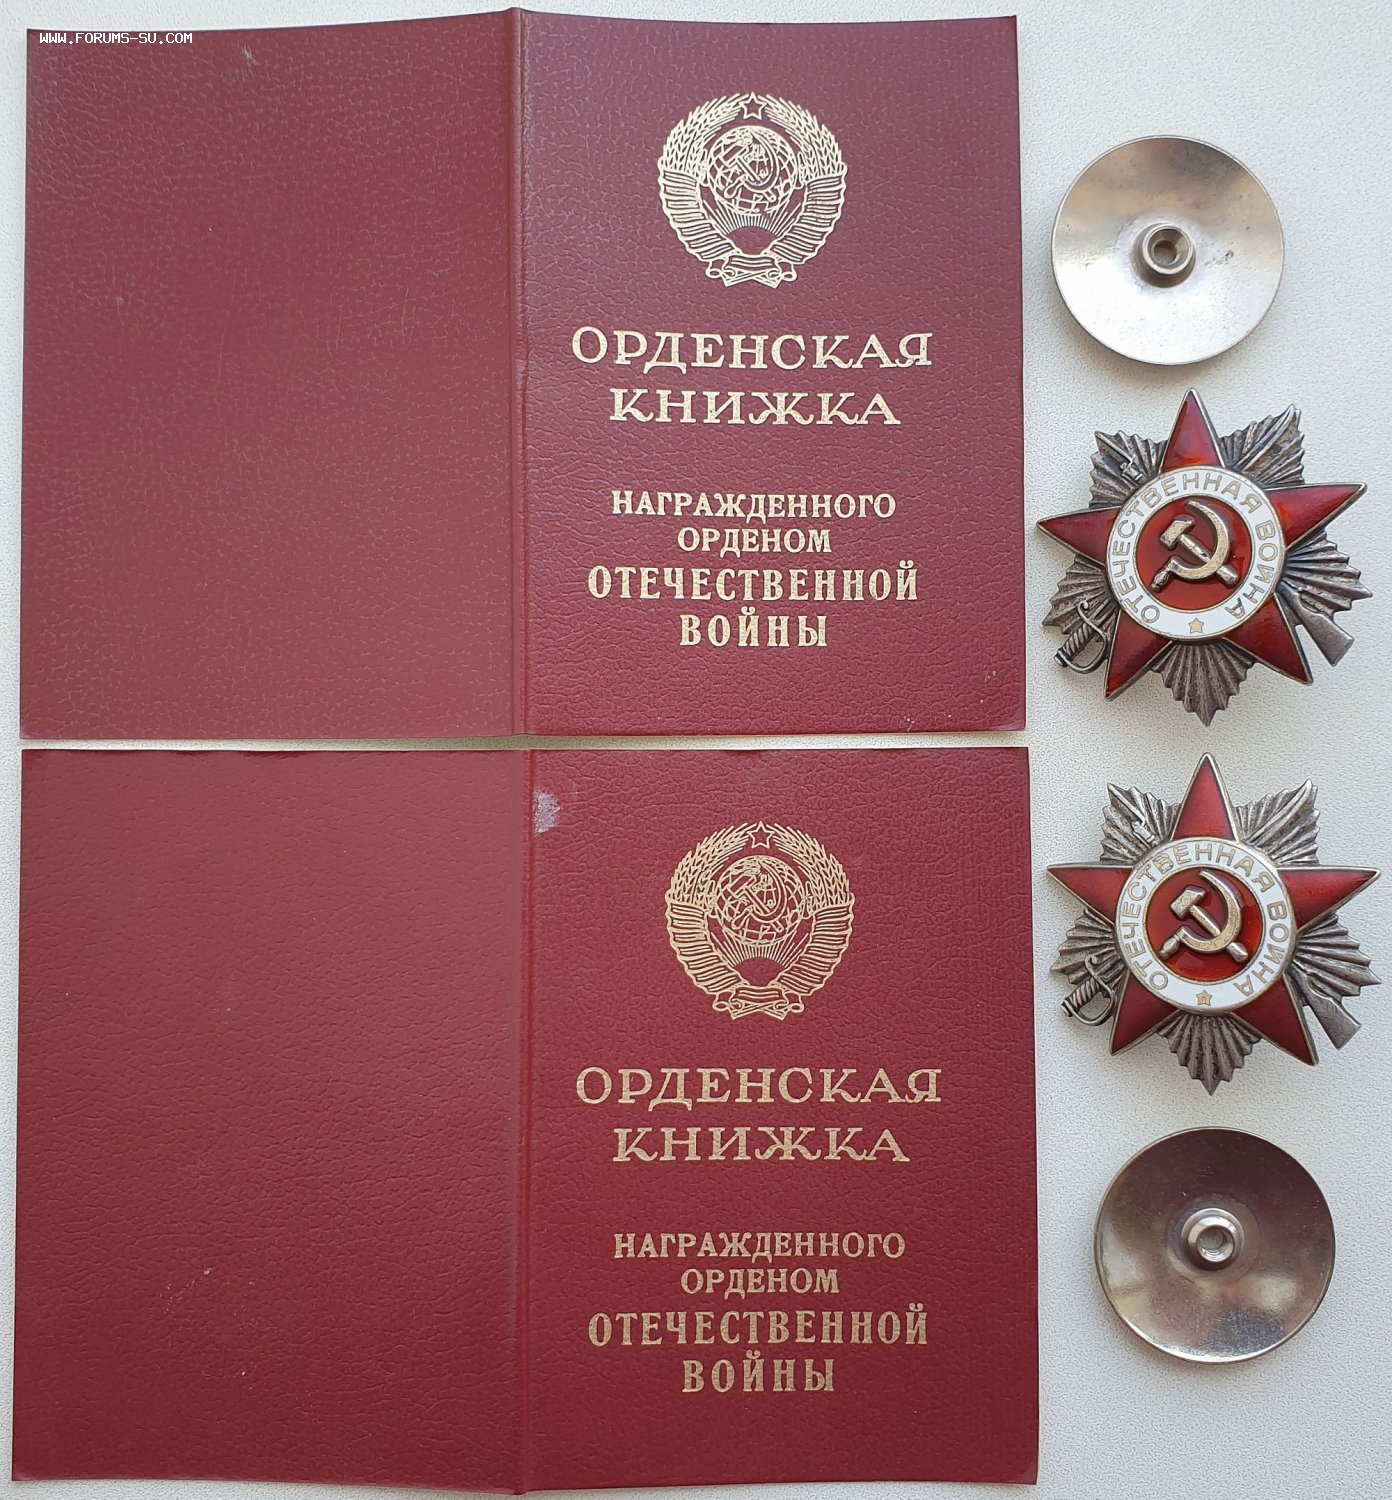 www.forums-su.com
ОРДЕНСКАЯ
КНИЖКА
НАГРАЖДЕННОГО
ОРДЕНОМ
ОТЕЧЕСТВЕННОЙ
ВОЙНЫ
ОТЕЧЕСТВЕННАЯ ВОЙНА
ОРДЕНСКАЯ
КНИЖКА
НАГРАЖДЕННОГО
ОРДЕНОМ
ОТЕЧЕСТВЕННОЙ
ВОЙНЫ
ОТЕЧЕСТВЕННАЯ ВОЙНА